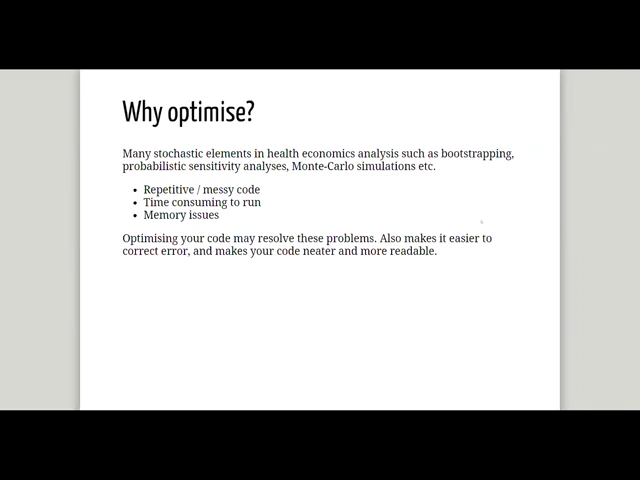 Why optimise?
Many stochastic elements in health economics analysis such as bootstrapping,
probabilistic sensitivity analyses, Monte-Carlo simulations etc.
• Repetitive / messy code
• Time consuming to run
• Memory issues
Optimising your code may resolve these problems. Also makes it easier to
correct error, and makes your code neater and more readable.